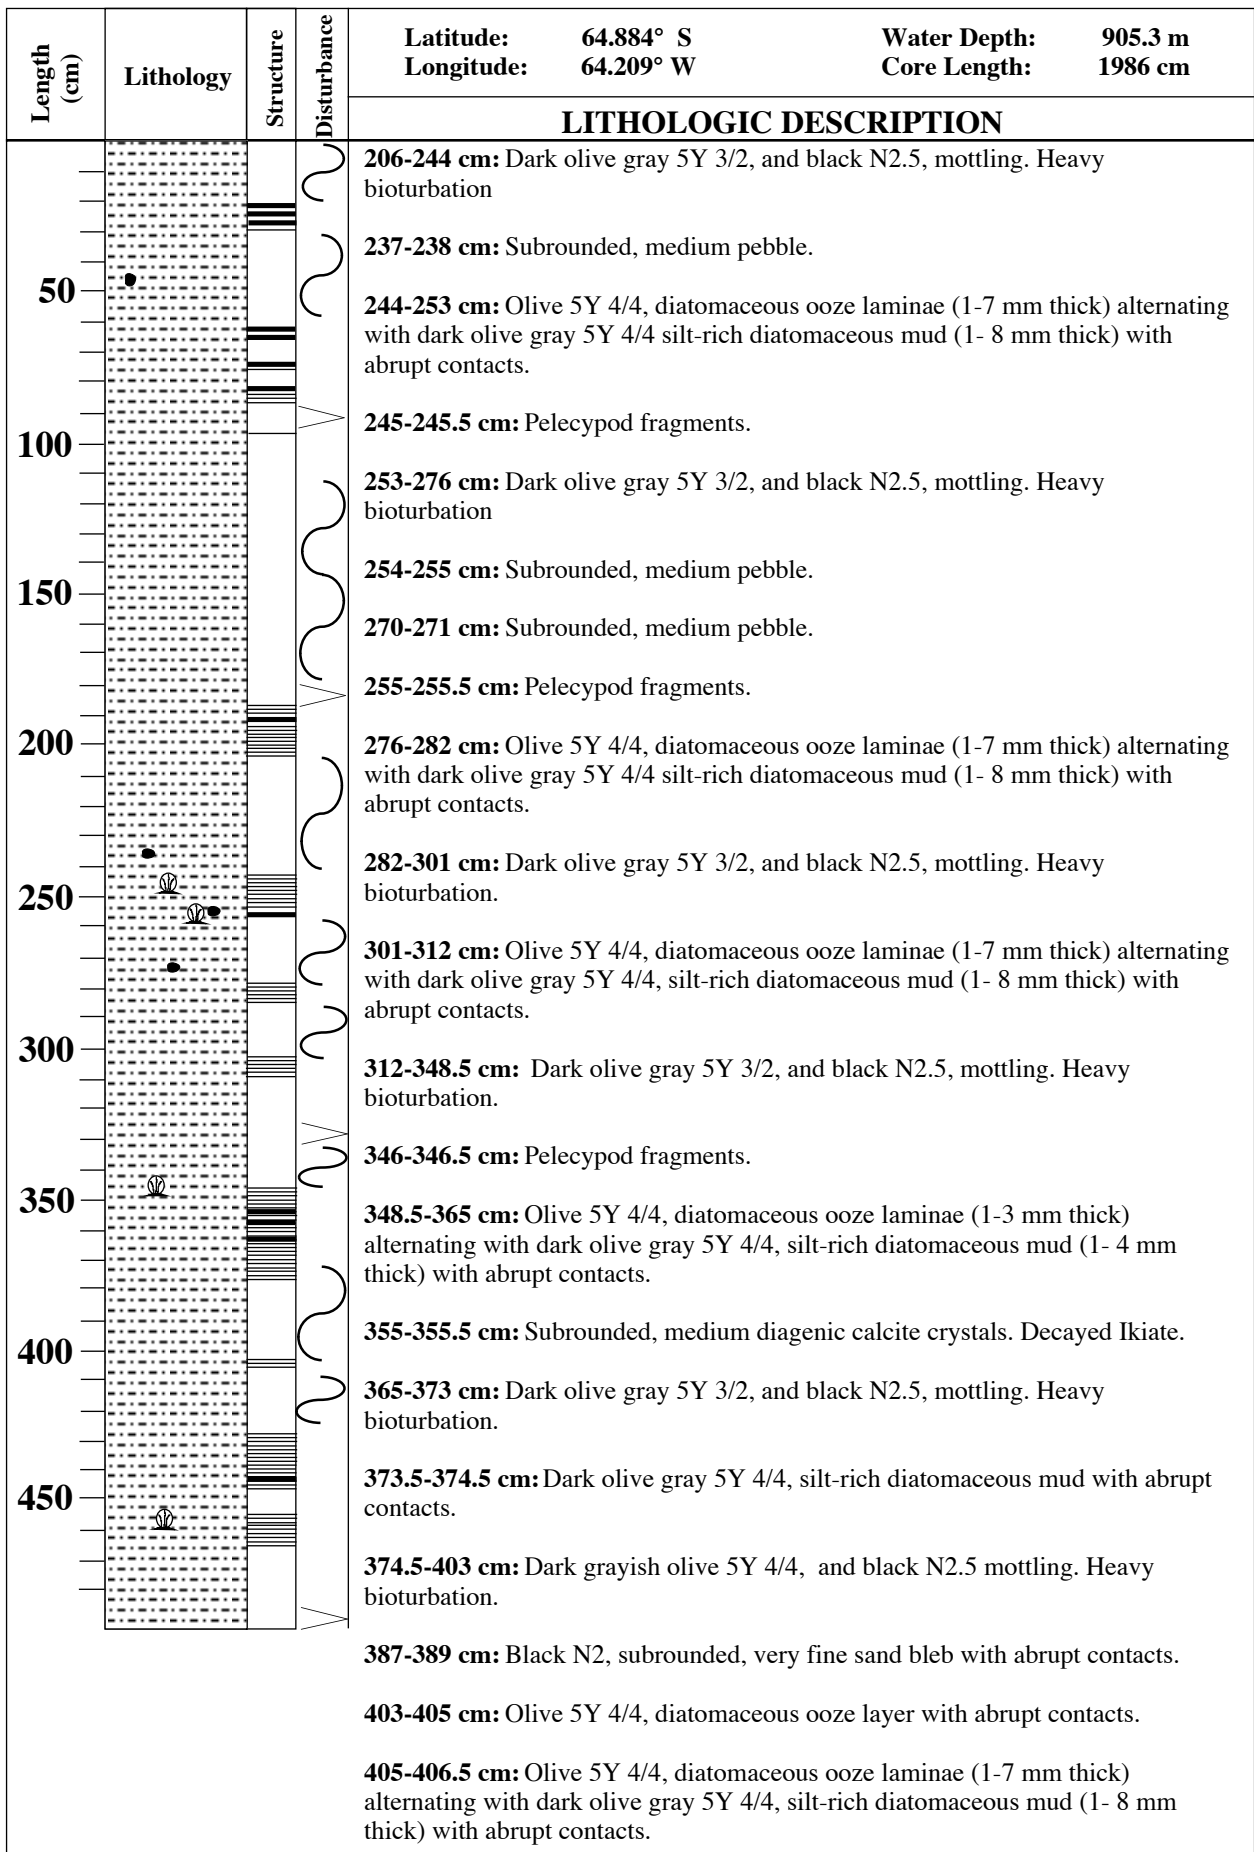 Length
(cm)
Lithology
Structure
Disturbance
Latitude: 64.884° S Water Depth: 905.3 m
Longitude: 64.209° W Core Length: 1986 cm
LITHOLOGIC DESCRIPTION
50
100
150
200
250
300
350
400
450
206-244 cm: Dark olive gray 5Y 3/2, and black N2.5, mottling. Heavy
bioturbation
237-238 cm: Subrounded, medium pebble.
244-253 cm: Olive 5Y 4/4, diatomaceous ooze laminae (1-7 mm thick) alternating
with dark olive gray 5Y 4/4 silt-rich diatomaceous mud (1- 8 mm thick) with
abrupt contacts.
245-245.5 cm: Pelecypod fragments.
253-276 cm: Dark olive gray 5Y 3/2, and black N2.5, mottling. Heavy
bioturbation
254-255 cm: Subrounded, medium pebble.
270-271 cm: Subrounded, medium pebble.
255-255.5 cm: Pelecypod fragments.
276-282 cm: Olive 5Y 4/4, diatomaceous ooze laminae (1-7 mm thick) alternating
with dark olive gray 5Y 4/4 silt-rich diatomaceous mud (1- 8 mm thick) with
abrupt contacts.
282-301 cm: Dark olive gray 5Y 3/2, and black N2.5, mottling. Heavy
bioturbation.
301-312 cm: Olive 5Y 4/4, diatomaceous ooze laminae (1-7 mm thick) alternating
with dark olive gray 5Y 4/4, silt-rich diatomaceous mud (1- 8 mm thick) with
abrupt contacts.
312-348.5 cm: Dark olive gray 5Y 3/2, and black N2.5, mottling. Heavy
bioturbation.
346-346.5 cm: Pelecypod fragments.
348.5-365 cm: Olive 5Y 4/4, diatomaceous ooze laminae (1-3 mm thick)
alternating with dark olive gray 5Y 4/4, silt-rich diatomaceous mud (1- 4 mm
thick) with abrupt contacts.
355-355.5 cm: Subrounded, medium diagenic calcite crystals. Decayed Ikiate.
365-373 cm: Dark olive gray 5Y 3/2, and black N2.5, mottling. Heavy
bioturbation.
373.5-374.5 cm: Dark olive gray 5Y 4/4, silt-rich diatomaceous mud with abrupt
contacts.
374.5-403 cm: Dark grayish olive 5Y 4/4, and black N2.5 mottling. Heavy
bioturbation.
387-389 cm: Black N2, subrounded, very fine sand bleb with abrupt contacts.
403-405 cm: Olive 5Y 4/4, diatomaceous ooze layer with abrupt contacts.
405-406.5 cm: Olive 5Y 4/4, diatomaceous ooze laminae (1-7 mm thick)
alternating with dark olive gray 5Y 4/4, silt-rich diatomaceous mud (1- 8 mm
thick) with abrupt contacts.